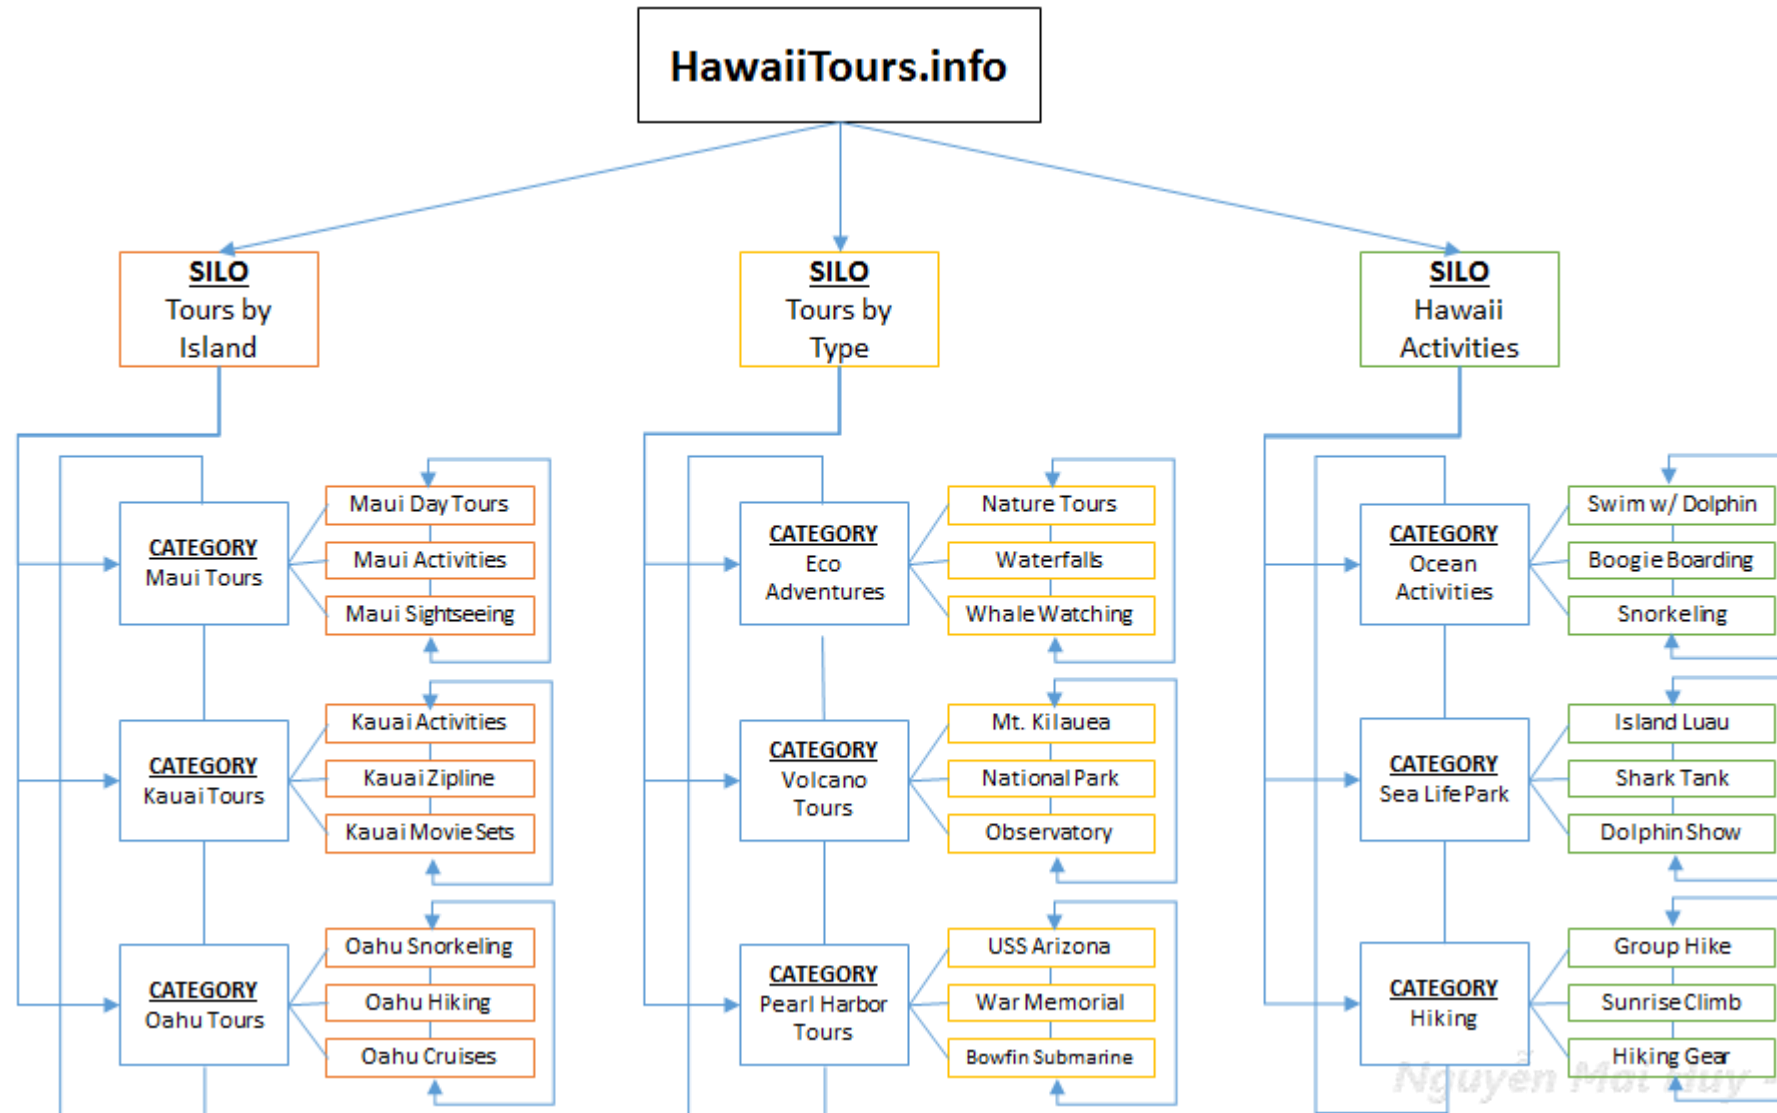 HawaiiTours.info
SILO
Tours by
Island
SILO
Tours by
Type
SILO
Hawaii
Activities
CATEGORY
Maui Tours
Maui Day Tours
Maui Activities
Maui Sightseeing
CATEGORY
Kauai Tours
Kauai Activities
Kauai Zipline
Kauai Movie Sets
CATEGORY
Oahu Tours
Oahu Snorkeling
Oahu Hiking
Oahu Cruises
CATEGORY
Eco
Adventures
Nature Tours
Waterfalls
Whale Watching
CATEGORY
Volcano
Tours
Mt. Kilauea
National Park
Observatory
CATEGORY
Pearl Harbor
Tours
USS Arizona
War Memorial
Bowfin Submarine
CATEGORY
Ocean
Activities
Swim w/ Dolphin
Boogie Boarding
Snorkeling
CATEGORY
Sea Life Park
Island Luau
Shark Tank
Dolphin Show
CATEGORY
Hiking
Group Hike
Sunrise Climb
Hiking Gear
Nguyễn Mai Huy -